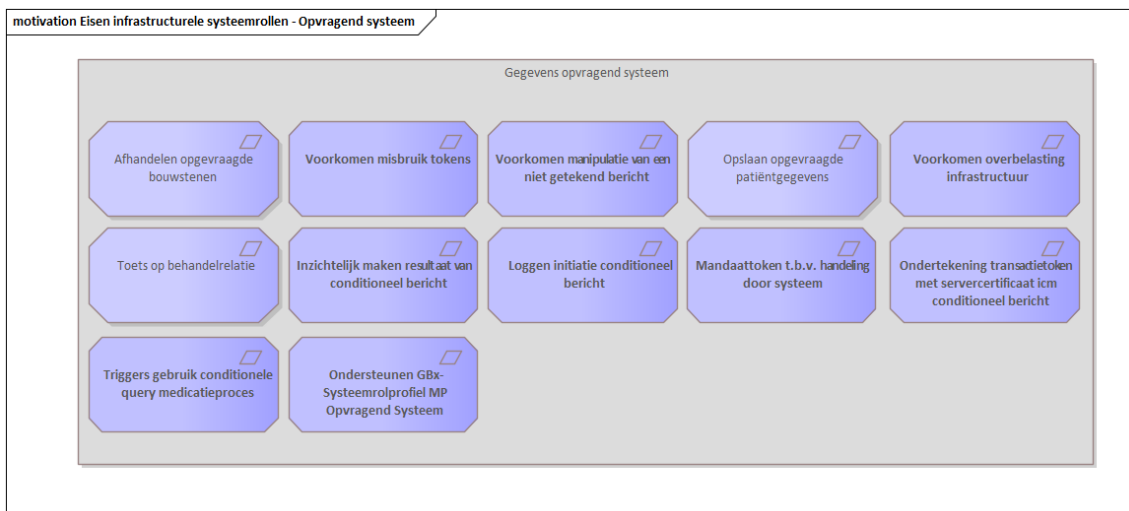 motivation Eisen infrastructurele systeemrollen - Opvragend systeem
Gegevens opvragend systeem
Afhandelen opgevraagde
bouwstenen
Voorkomen misbruik tokens
Voorkomen manipulatie van een
niet getekend bericht
Opslaan opgevraagde
patiëntgegevens
Voorkomen overbelasting
infrastructuur
Toets op behandelrelatie
Inzichtelijk maken resultaat van
conditioneel bericht
Loggen initiatie conditioneel
bericht
Mandaattoken t.b.v. handeling
door systeem
Ondertekening transactietoken
met servercertificaat icm
conditioneel bericht
Triggers gebruik conditionele
query medicatieproces
Ondersteunen GBx-
Systeemrolprofiel MP
Opvragend Systeem